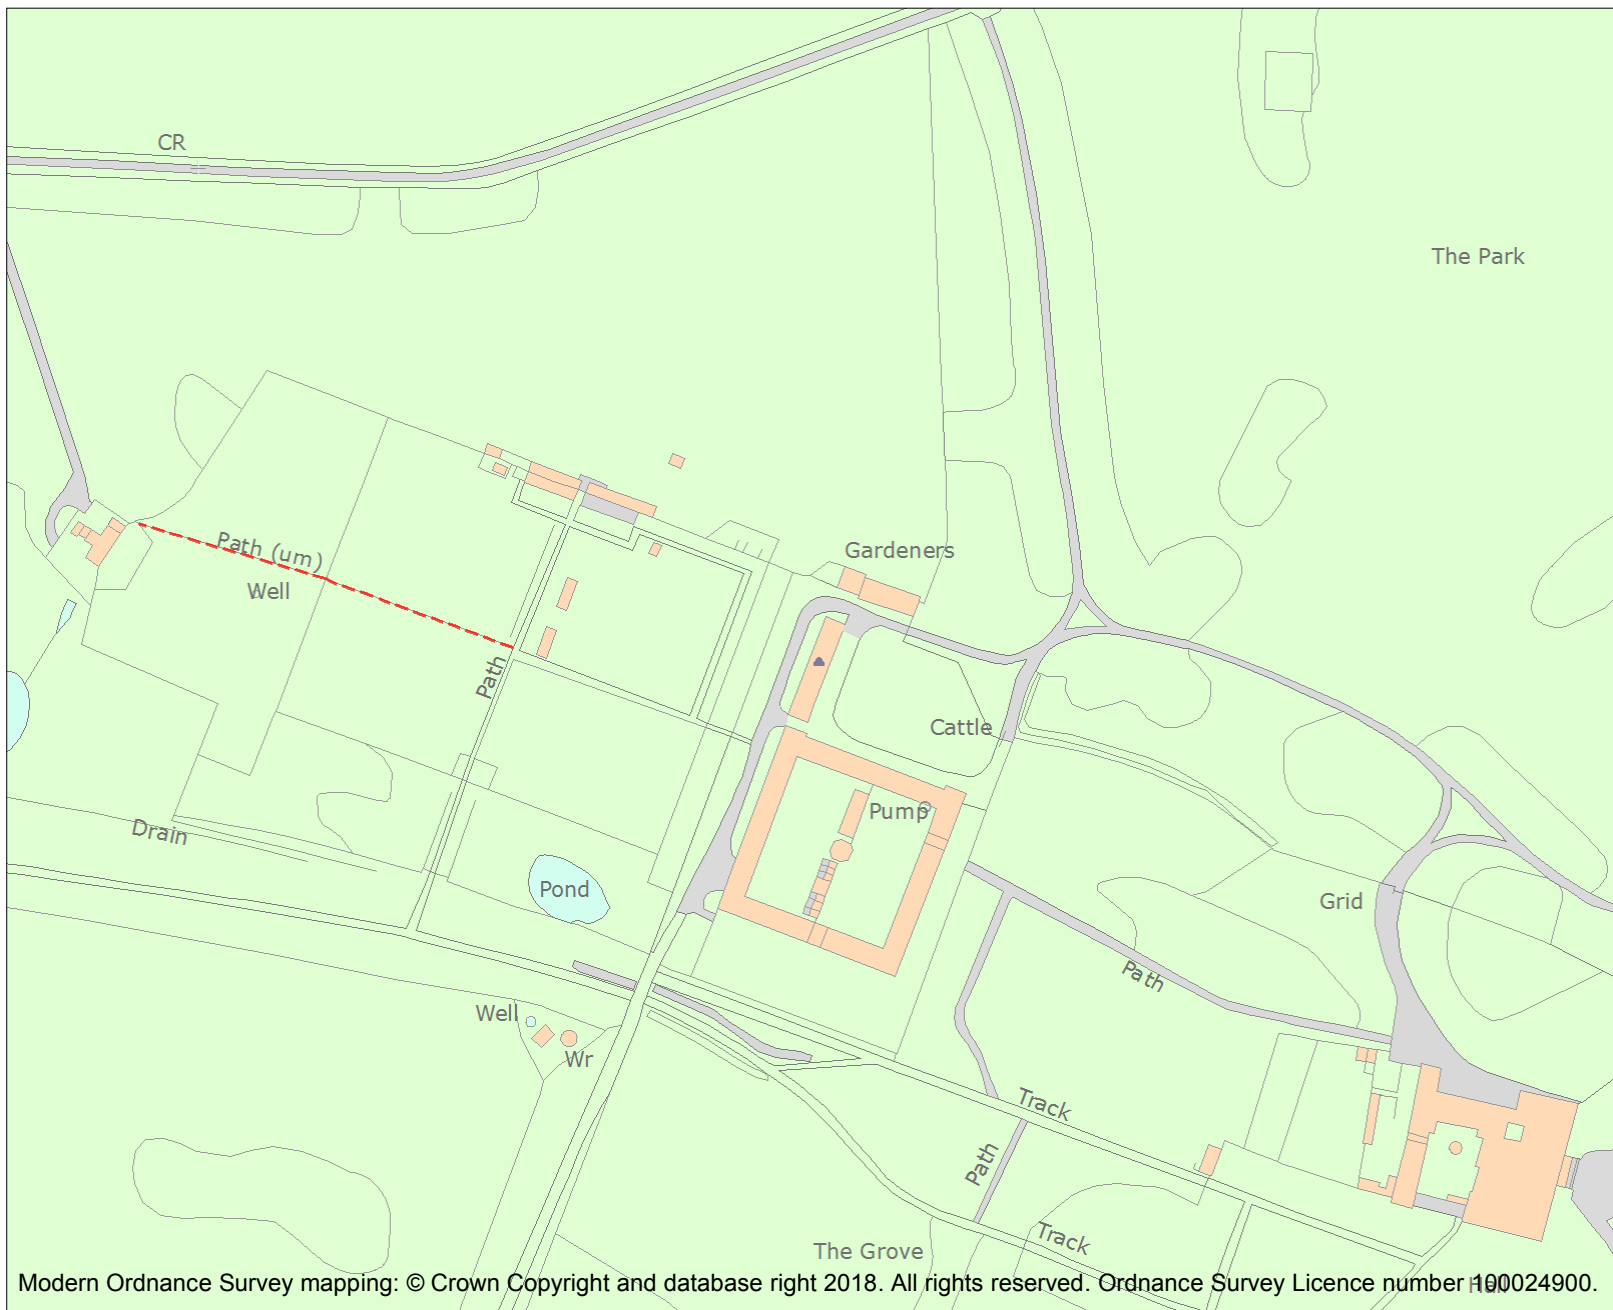 CR
The Park
Path (um)
Gardeners
Well
Path
Cattle
Pump
Drain
Pond
Grid
Path
Well
Wr
Track
Path
Track
The Grove
Hall
Modern Ordnance Survey mapping: © Crown Copyright and database right 2018. All rights reserved. Ordnance Survey Licence number 100024900.